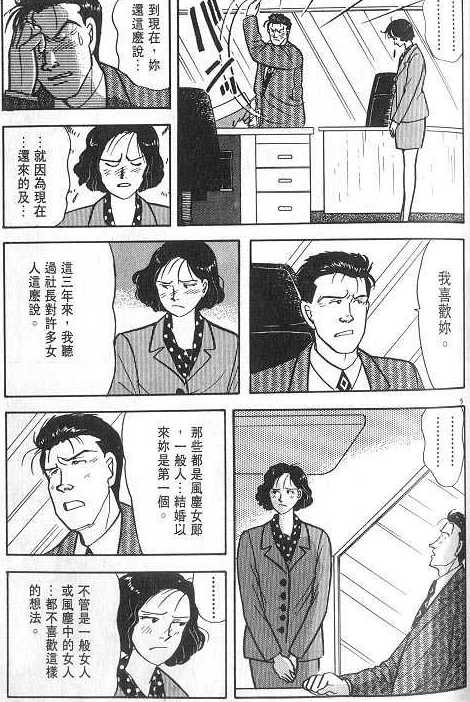 …………
到現在，妳
還這麼說…
…就因為現在
…還來的及…
我喜歡妳。
這三年來，我聽
過社長對許多女
人這麼說。
…………
那些都是風塵女郎
，一般人…結婚以
來妳是第一個。
…………
不管是一般女人
或風塵中的女人
…都不喜歡這樣
的想法。
5